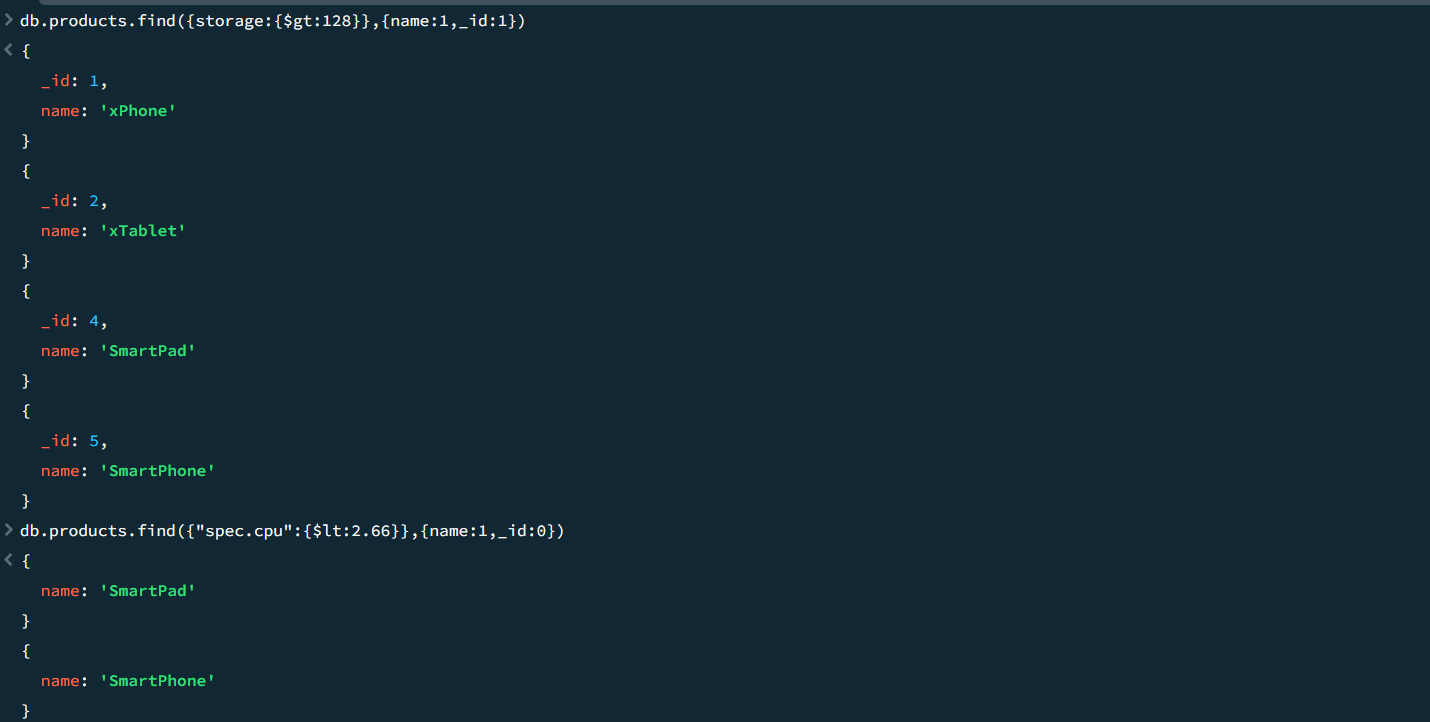 > db.products.find({storage:{$gt:128}},{name:1,_id:1})
< {
_id: 1,
name: 'xPhone'
}
{
_id: 2,
name: 'xTablet'
}
{
_id: 4,
name: 'SmartPad'
}
{
_id: 5,
name: 'SmartPhone'
}
> db.products.find({"spec.cpu":{$lt:2.66}},{name:1,_id:0})
< {
name: 'SmartPad'
}
{
name: 'SmartPhone'
}